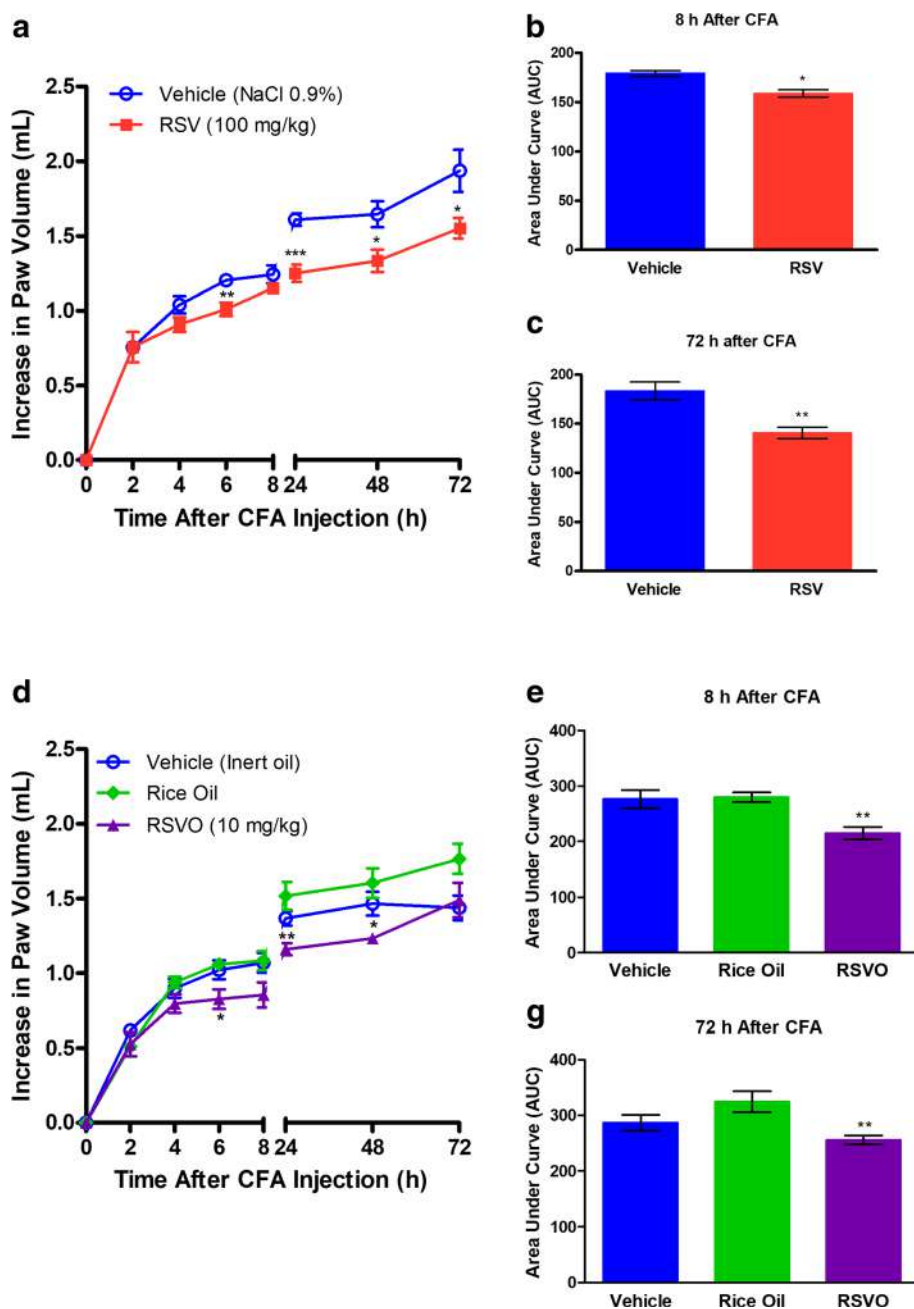 a
Vehicle (NaCl 0.9%)
RSV (100 mg/kg)
Increase in Paw Volume (mL)
2.5
2.0
1.5
1.0
0.5
0.0
***
*
*
**
0 2 4 6 8 24 48 72
Time After CFA Injection (h)
b
8 h After CFA
Area Under Curve (AUC)
200
150
100
50
0
*
Vehicle RSV
c
72 h after CFA
Area Under Curve (AUC)
200
150
100
50
0
**
Vehicle RSV
d
Vehicle (Inert oil)
Rice Oil
RSVO (10 mg/kg)
Increase in Paw Volume (mL)
2.5
2.0
1.5
1.0
0.5
0.0
**
*
*
0 2 4 6 8 24 48 72
Time After CFA Injection (h)
e
8 h After CFA
Area Under Curve (AUC)
400
300
200
100
0
**
Vehicle Rice Oil RSVO
g
72 h After CFA
Area Under Curve (AUC)
400
300
200
100
0
**
Vehicle Rice Oil RSVO